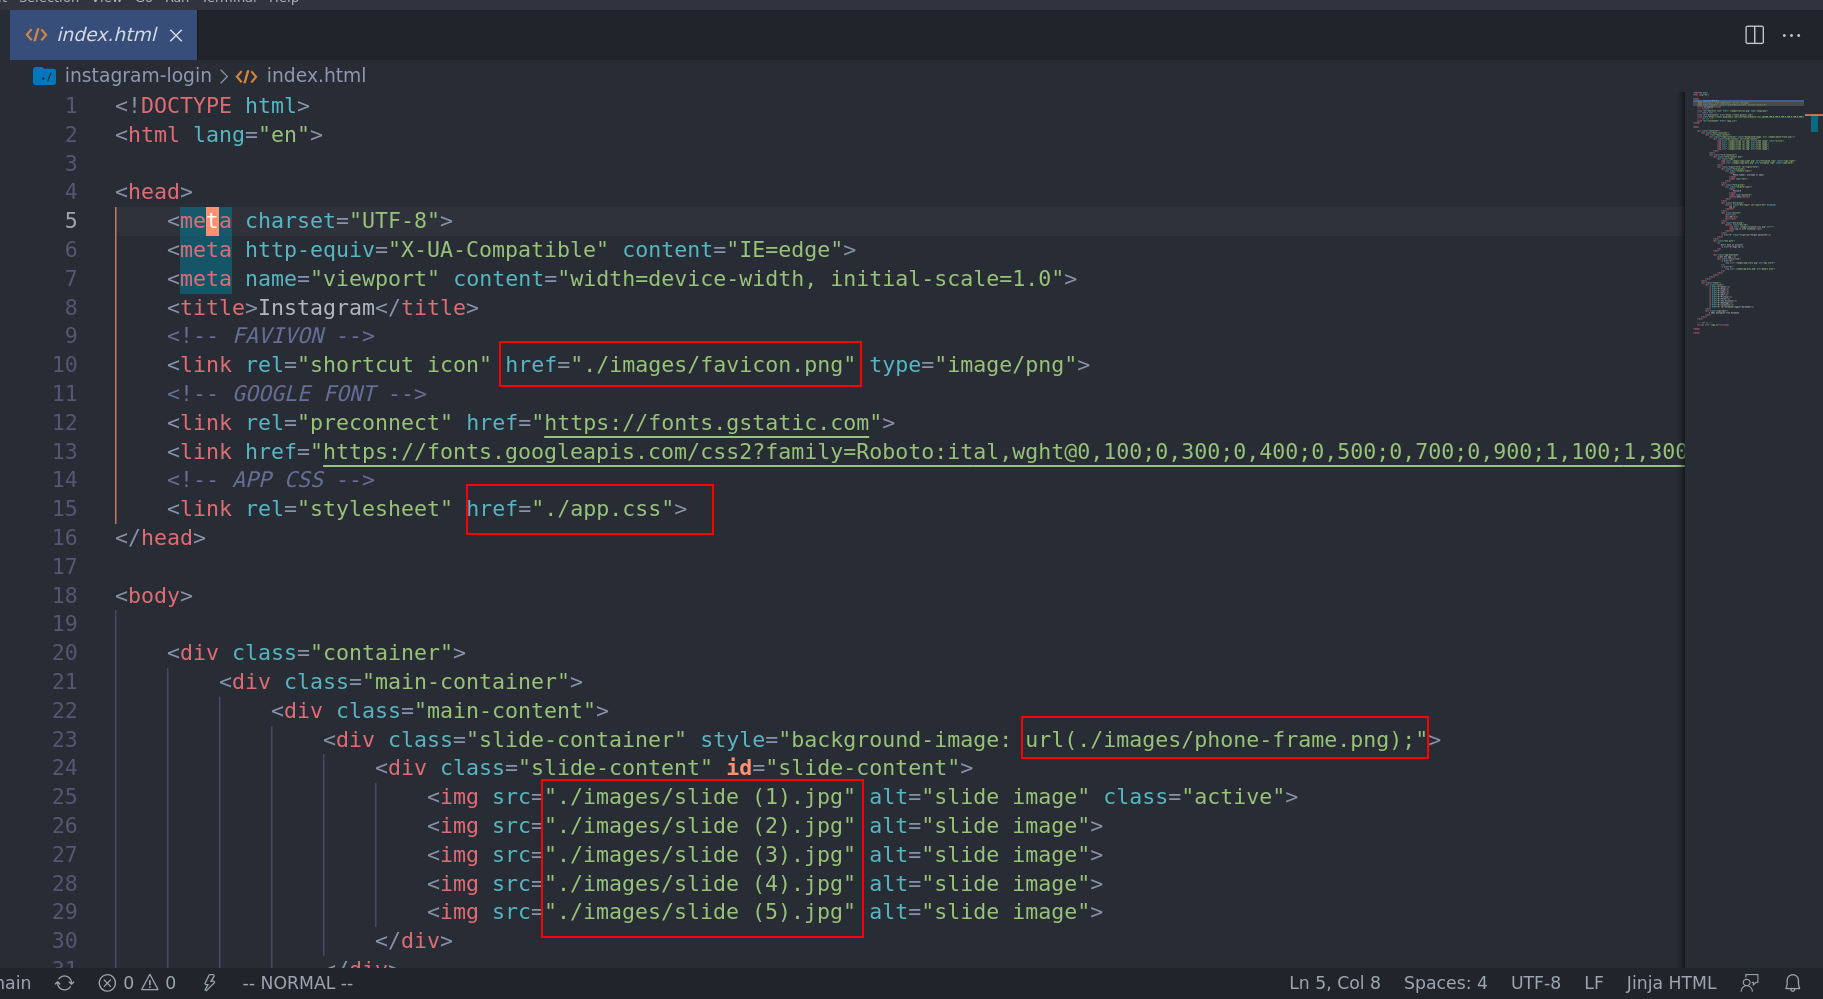 Selection View Go Run Terminal Help
index.html
instagram-login > index.html
1 <!DOCTYPE html>
2 <html lang="en">
3
4 <head>
5 <meta charset="UTF-8">
6 <meta http-equiv="X-UA-Compatible" content="IE=edge">
7 <meta name="viewport" content="width=device-width, initial-scale=1.0">
8 <title>Instagram</title>
9 <!-- FAVIVON -->
10 <link rel="shortcut icon" href="./images/favicon.png" type="image/png">
11 <!-- GOOGLE FONT -->
12 <link rel="preconnect" href="https://fonts.gstatic.com">
13 <link href="https://fonts.googleapis.com/css2?family=Roboto:ital,wght@0,100;0,300;0,400;0,500;0,700;0,900;1,100;1,300
14 <!-- APP CSS -->
15 <link rel="stylesheet" href="./app.css">
16 </head>
17
18 <body>
19
20 <div class="container">
21 <div class="main-container">
22 <div class="main-content">
23 <div class="slide-container" style="background-image: url(./images/phone-frame.png);">
24 <div class="slide-content" id="slide-content">
25 <img src="./images/slide (1).jpg" alt="slide image" class="active">
26 <img src="./images/slide (2).jpg" alt="slide image">
27 <img src="./images/slide (3).jpg" alt="slide image">
28 <img src="./images/slide (4).jpg" alt="slide image">
29 <img src="./images/slide (5).jpg" alt="slide image">
30 </div>
31 </div>
ain 0 0 -- NORMAL -- Ln 5, Col 8 Spaces: 4 UTF-8 LF Jinja HTML